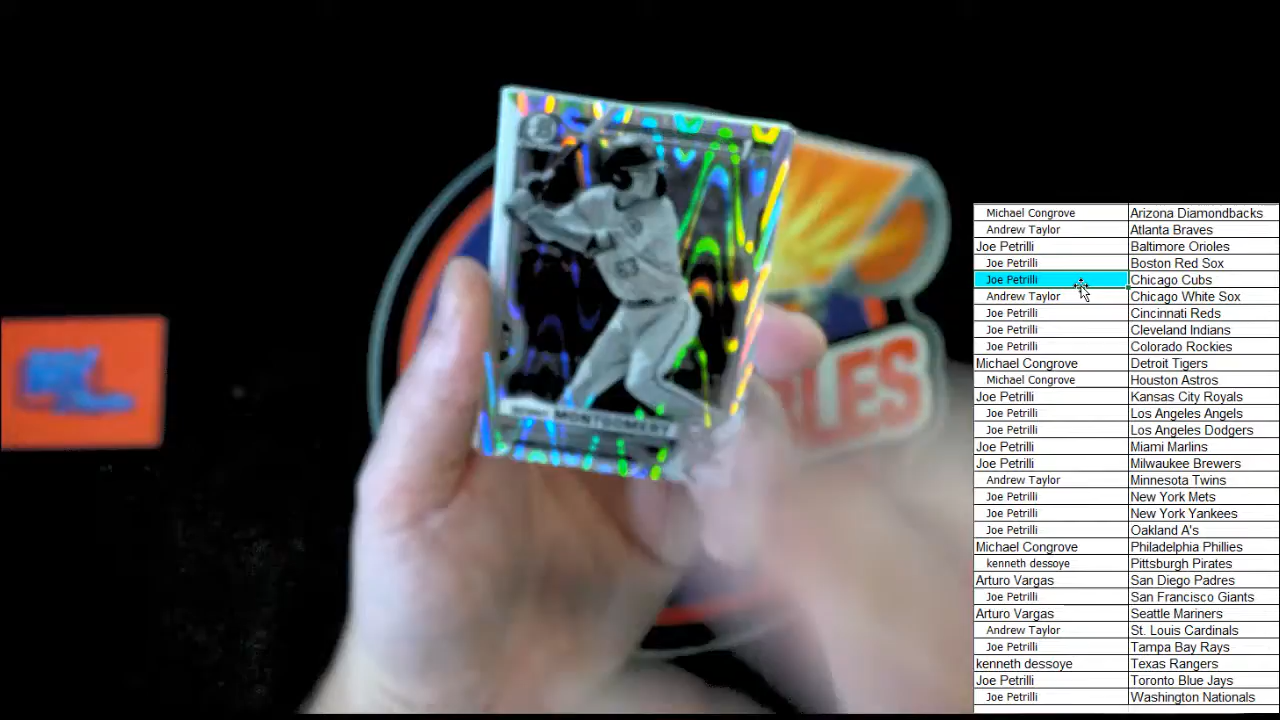 MONTGOMERY
BLES
Michael Congrove Arizona Diamondbacks
Andrew Taylor Atlanta Braves
Joe Petrilli Baltimore Orioles
Joe Petrilli Boston Red Sox
Joe Petrilli Chicago Cubs
Andrew Taylor Chicago White Sox
Joe Petrilli Cincinnati Reds
Joe Petrilli Cleveland Indians
Joe Petrilli Colorado Rockies
Michael Congrove Detroit Tigers
Michael Congrove Houston Astros
Joe Petrilli Kansas City Royals
Joe Petrilli Los Angeles Angels
Joe Petrilli Los Angeles Dodgers
Joe Petrilli Miami Marlins
Joe Petrilli Milwaukee Brewers
Andrew Taylor Minnesota Twins
Joe Petrilli New York Mets
Joe Petrilli New York Yankees
Joe Petrilli Oakland A's
Michael Congrove Philadelphia Phillies
kenneth dessoye Pittsburgh Pirates
Arturo Vargas San Diego Padres
Joe Petrilli San Francisco Giants
Arturo Vargas Seattle Mariners
Andrew Taylor St. Louis Cardinals
Joe Petrilli Tampa Bay Rays
kenneth dessoye Texas Rangers
Joe Petrilli Toronto Blue Jays
Joe Petrilli Washington Nationals